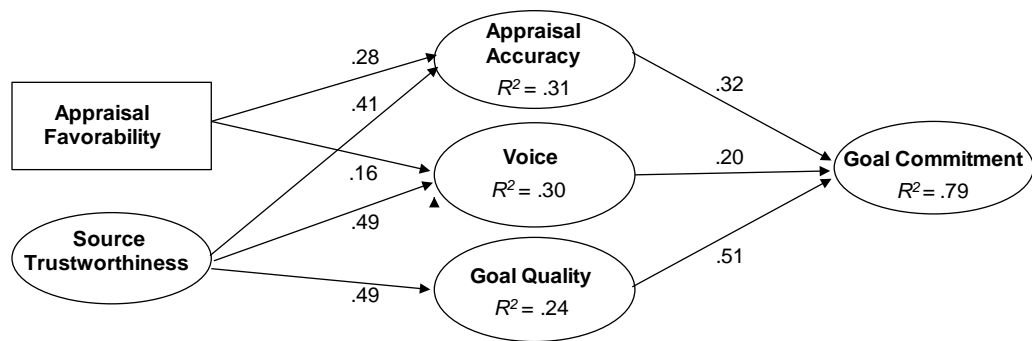 Appraisal
Favorability
Source
Trustworthiness
.28
.41
.16
.49
.49
Appraisal
Accuracy
R² = .31
Voice
R² = .30
Goal Quality
R² = .24
.32
.20
.51
Goal Commitment
R² = .79